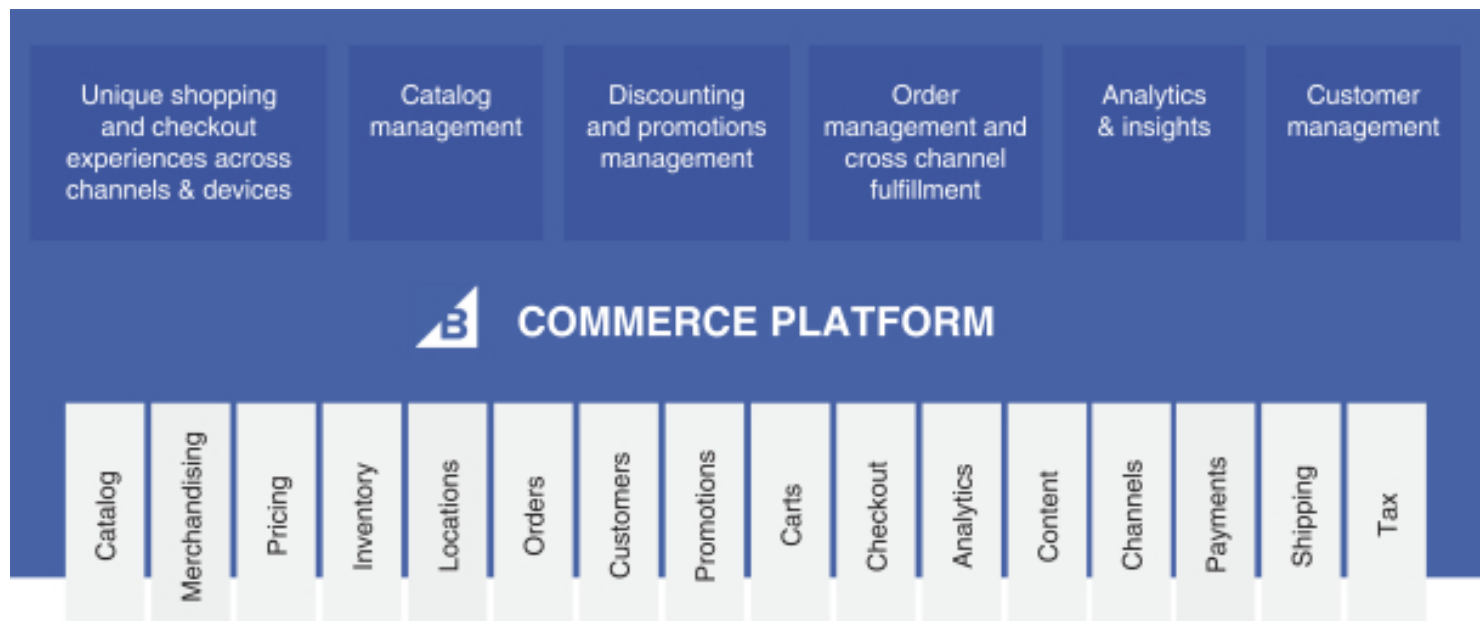 Unique shopping
and checkout
experiences across
channels & devices
Catalog
management
Discounting
and promotions
management
Order
management and
cross channel
fulfillment
Analytics
& insights
Customer
management
B
COMMERCE PLATFORM
Catalog
Merchandising
Pricing
Inventory
Locations
Orders
Customers
Promotions
Carts
Checkout
Analytics
Content
Channels
Payments
Shipping
Tax